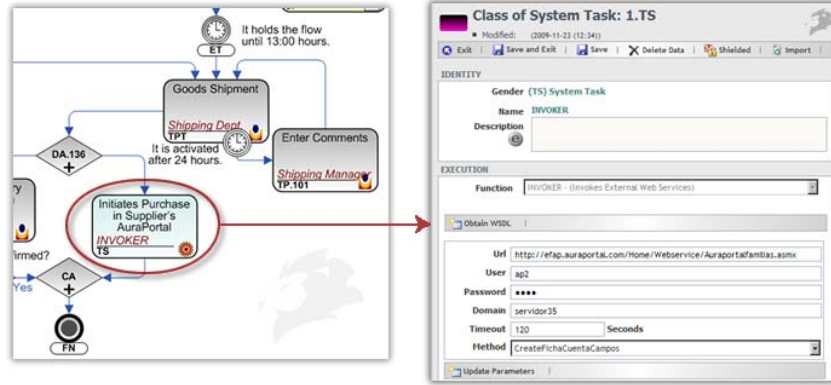 It holds the flow
until 13:00 hours.
ET
Goods Shipment
Shipping Dept.
TPT
It is activated
after 24 hours.
Enter Comments
Shipping Manager
TP.101
DA.136
Initiates Purchase
in Supplier's
AuraPortal
INVOKER
TS
ry
firmed?
Yes
CA
FN
Class of System Task: 1.TS
Modified: (2009-11-23 (12:34))
Exit | Save and Exit | Save | Delete Data | Shielded | Import |
IDENTITY
Gender (TS) System Task
Name INVOKER
Description
EXECUTION
Function INVOKER - (Invokes External Web Services)
Obtain WSDL |
Url http://efap.auraportal.com/Home/Webservice/Auraportalfamilias.asmx
User ap2
Password ●●●●
Domain servidor35
Timeout 120 Seconds
Method CreateFichaCuentaCampos
Update Parameters |